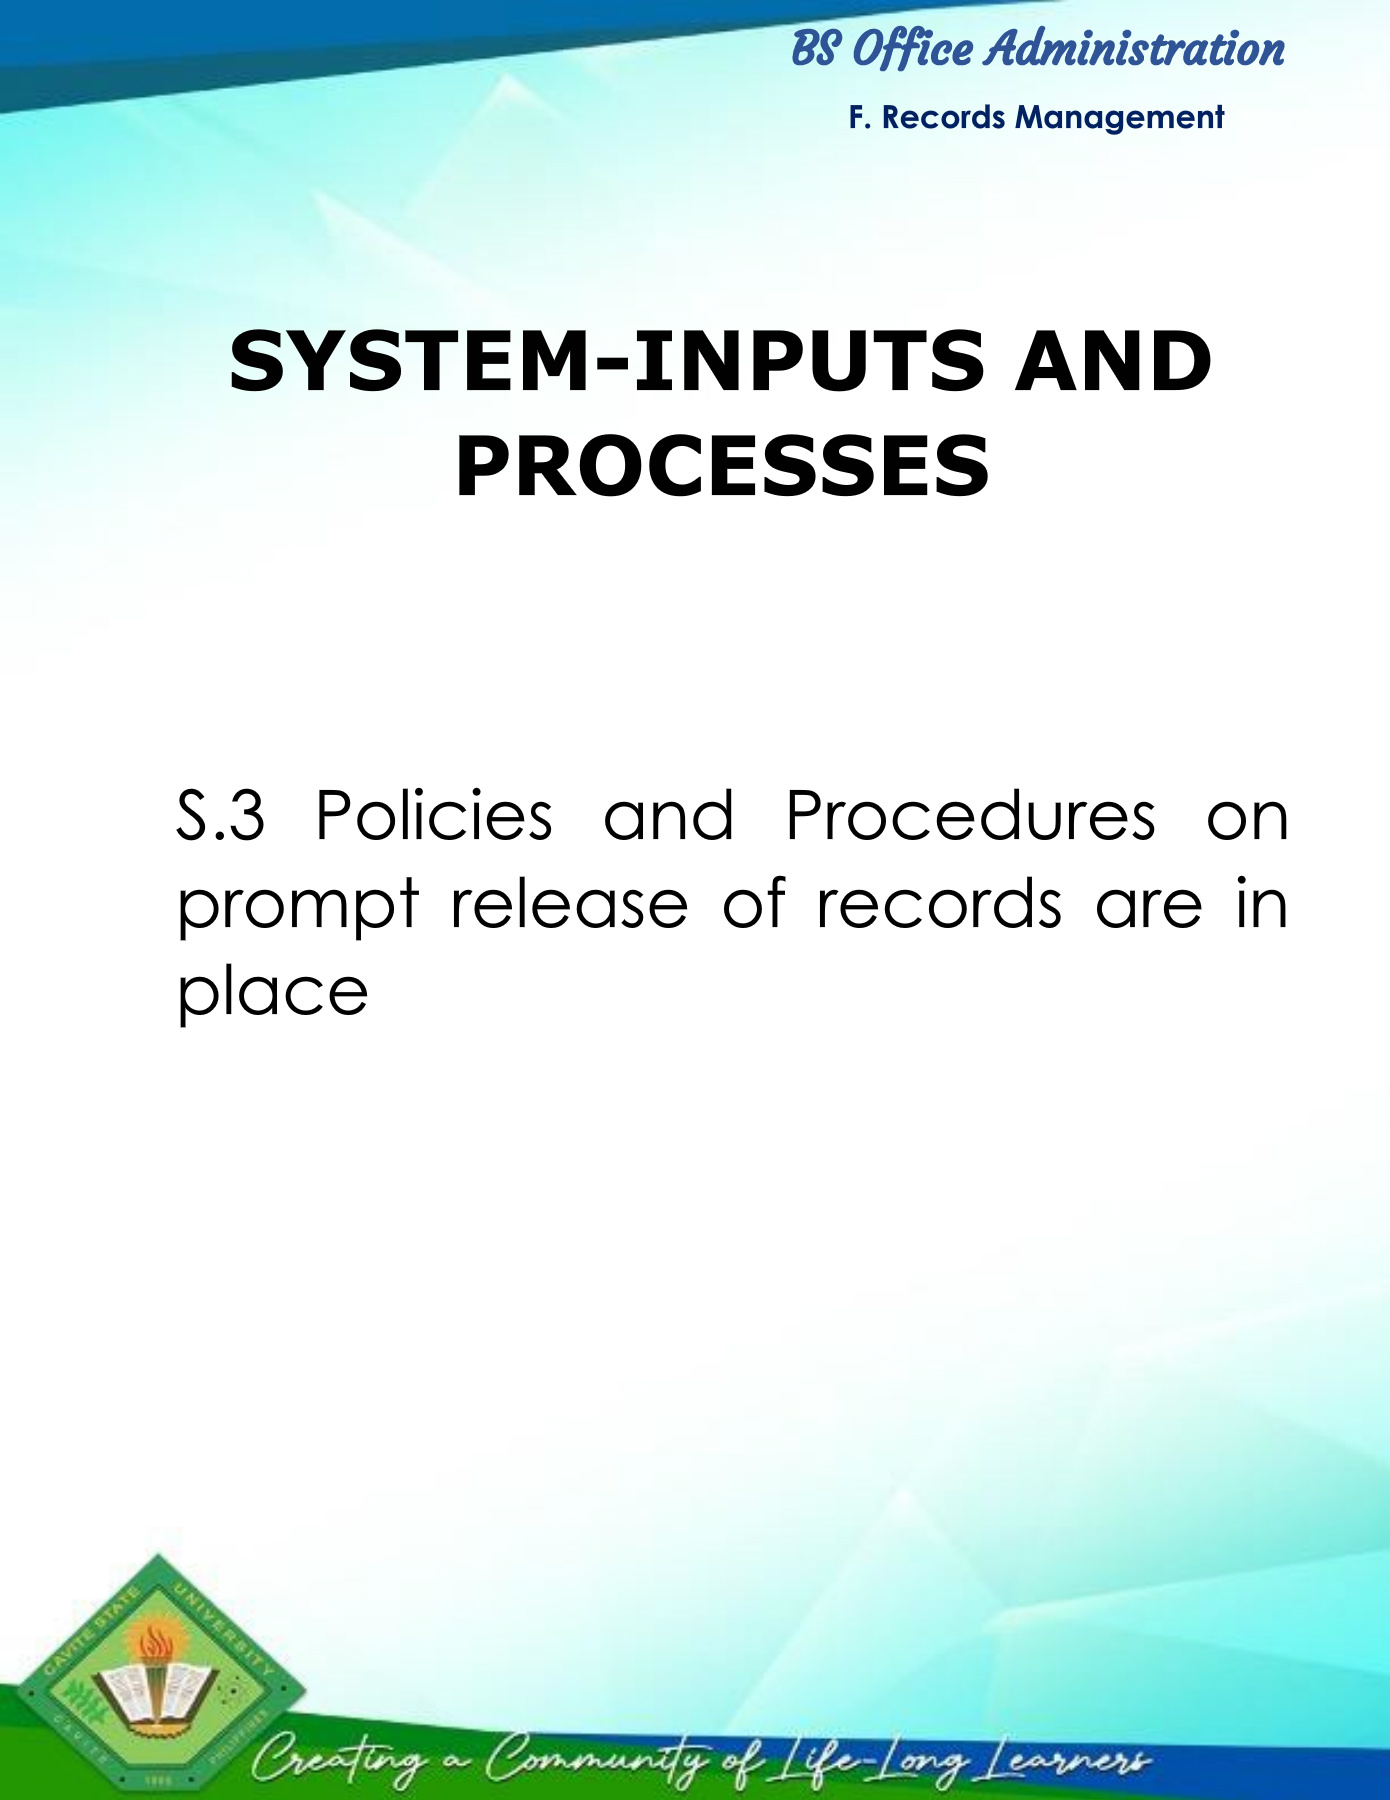 BS Office Administration
F. Records Management
SYSTEM-INPUTS AND
PROCESSES
S.3 Policies and Procedures on
prompt release of records are in
place
CAVITE STATE UNIVERSITY
CAVITE
PHILIPPINES
1906
Creating a Community of Life-Long Learners